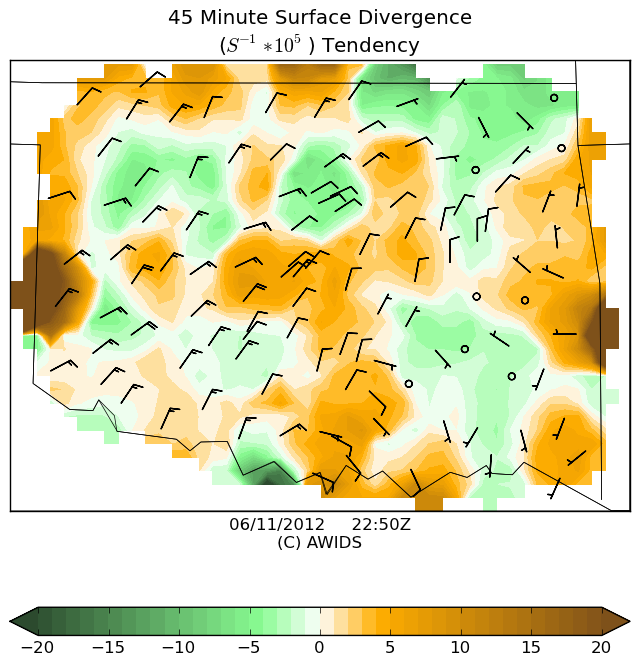 45 Minute Surface Divergence
(S⁻¹ *10⁵ ) Tendency
06/11/2012 22:50Z
(C) AWIDS
−20 −15 −10 −5 0 5 10 15 20